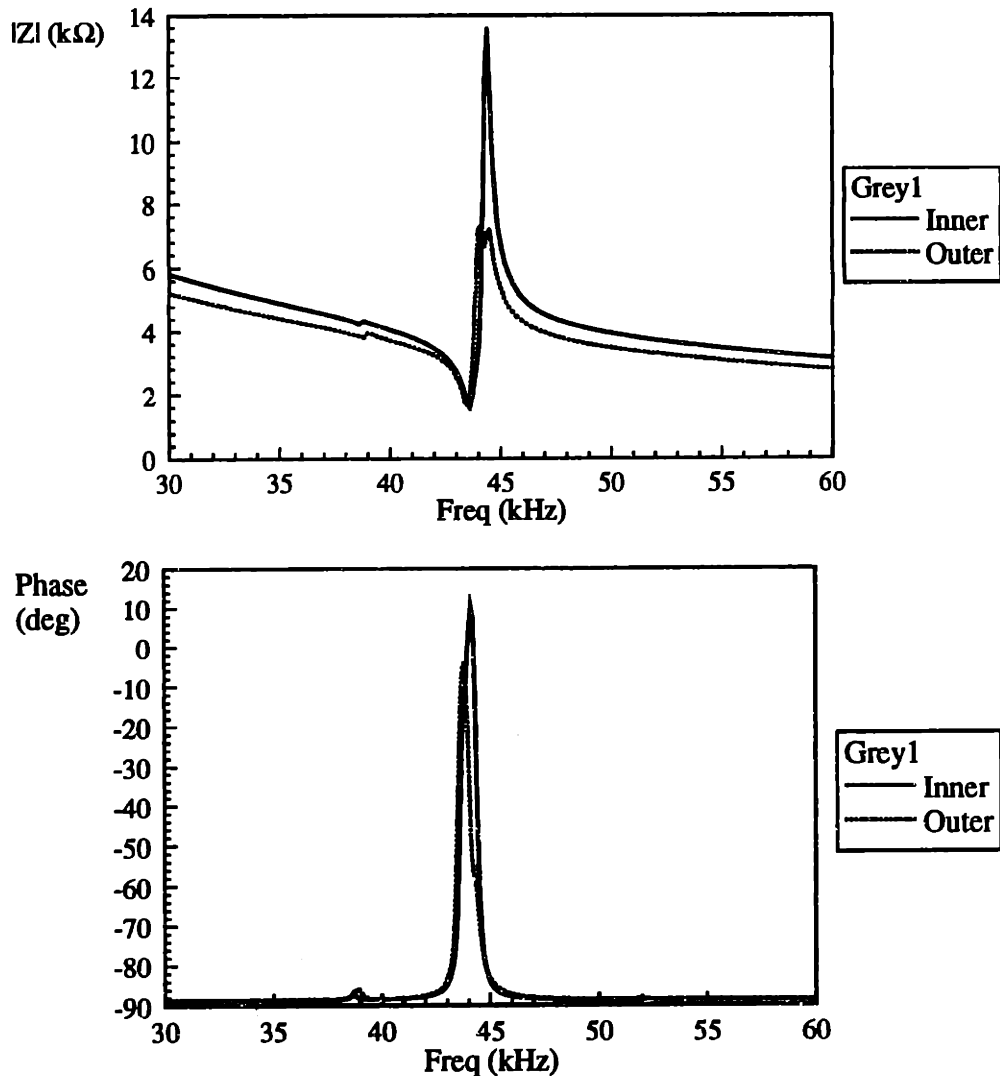 |Z| (kΩ)
14
12
10
8
6
4
2
0
30 35 40 45 50 55 60
Freq (kHz)
Grey1
Inner
Outer
Phase
(deg)
20
10
0
-10
-20
-30
-40
-50
-60
-70
-80
-90
30 35 40 45 50 55 60
Freq (kHz)
Grey1
Inner
Outer